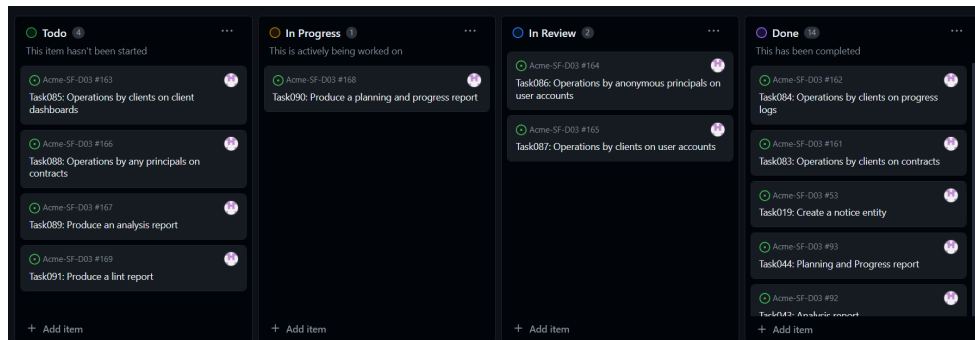 Todo 4 ...
This item hasn't been started
Acme-SF-D03 #163
Task085: Operations by clients on client
dashboards
Acme-SF-D03 #166
Task088: Operations by any principals on
contracts
Acme-SF-D03 #167
Task089: Produce an analysis report
Acme-SF-D03 #169
Task091: Produce a lint report
+ Add item
In Progress 1 ...
This is actively being worked on
Acme-SF-D03 #168
Task090: Produce a planning and progress report
+ Add item
In Review 2 ...
Acme-SF-D03 #164
Task086: Operations by anonymous principals on
user accounts
Acme-SF-D03 #165
Task087: Operations by clients on user accounts
+ Add item
Done 14 ...
This has been completed
Acme-SF-D03 #162
Task084: Operations by clients on progress
logs
Acme-SF-D03 #161
Task083: Operations by clients on contracts
Acme-SF-D03 #53
Task019: Create a notice entity
Acme-SF-D03 #93
Task044: Planning and Progress report
Acme-SF-D03 #92
Task043: Analysis report
+ Add item